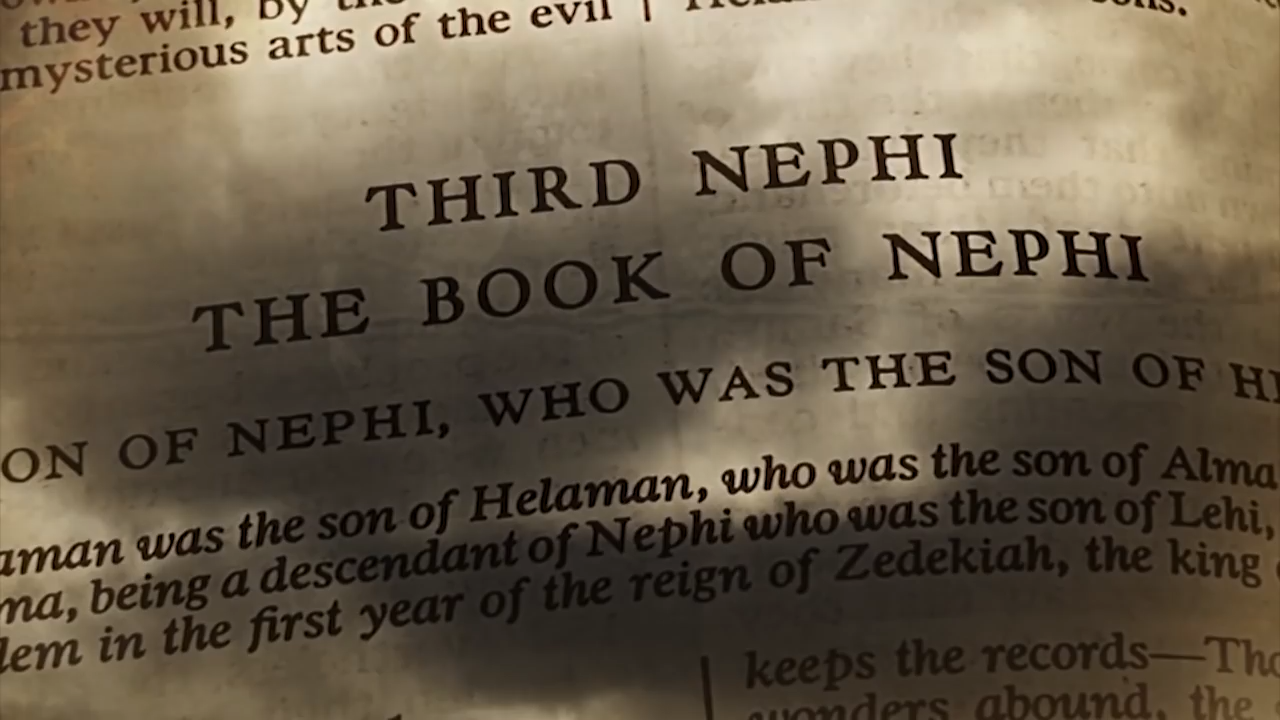 they will, by
mysterious arts of the evil
THIRD NEPHI
THE BOOK OF NEPHI
ON OF NEPHI, WHO WAS THE SON OF HE
aman was the son of Helaman, who was the son of Alma
ma, being a descendant of Nephi who was the son of Lehi,
lem in the first year of the reign of Zedekiah, the king
keeps the records—
wonders abound, the